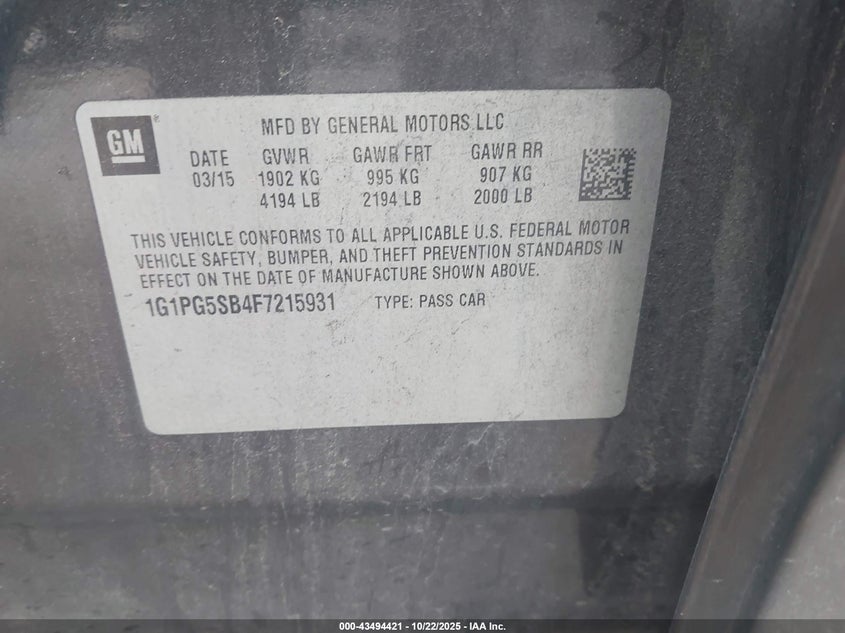 GM
MFD BY GENERAL MOTORS LLC
DATE GVWR GAWR FRT GAWR RR
03/15 1902 KG 995 KG 907 KG
4194 LB 2194 LB 2000 LB
THIS VEHICLE CONFORMS TO ALL APPLICABLE U.S. FEDERAL MOTOR
VEHICLE SAFETY, BUMPER, AND THEFT PREVENTION STANDARDS IN
EFFECT ON THE DATE OF MANUFACTURE SHOWN ABOVE.
1G1PG5SB4F7215931 TYPE: PASS CAR
000-43494421 | 10/22/2025 | IAA Inc.